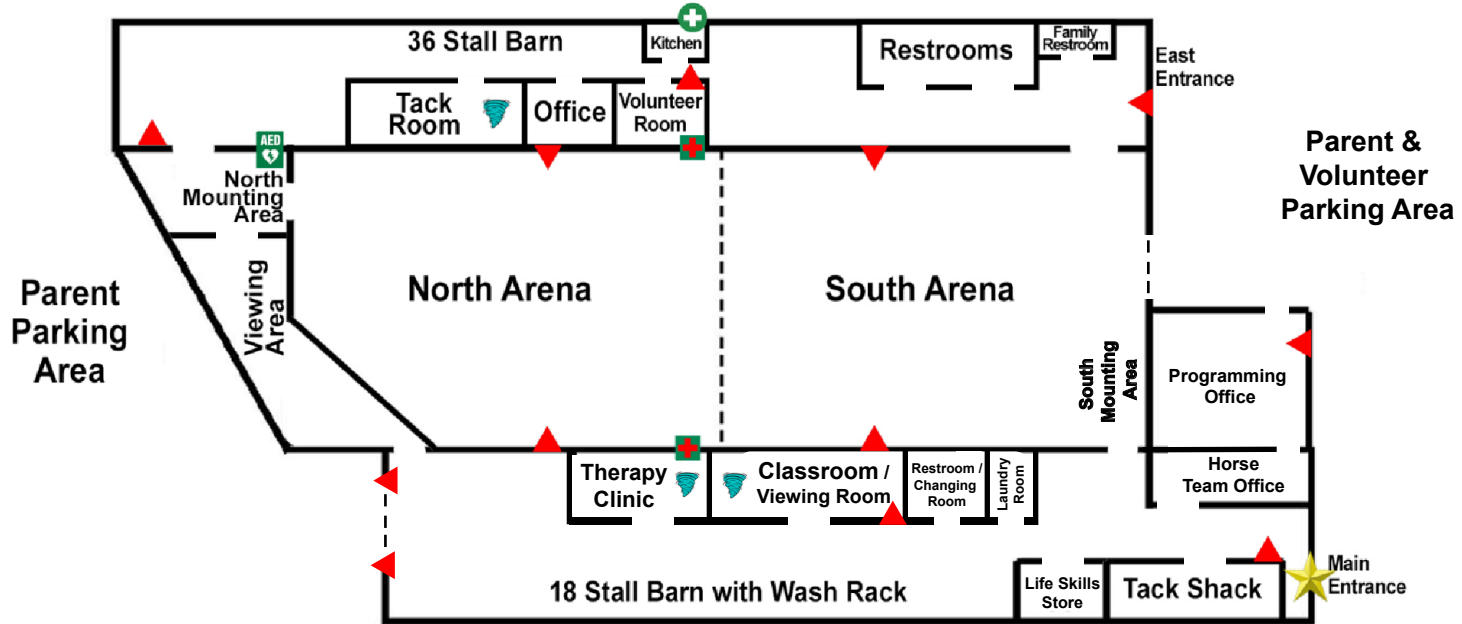 36 Stall Barn
Kitchen
Restrooms
Family
Restroom
East
Entrance
Tack
Room
Office
Volunteer
Room
AED
North
Mounting
Area
Parent &
Volunteer
Parking Area
Viewing
Area
North Arena
South Arena
Parent
Parking
Area
South
Mounting
Area
Programming
Office
Therapy
Clinic
Classroom /
Viewing Room
Restroom /
Changing
Room
Laundry
Room
Horse
Team Office
18 Stall Barn with Wash Rack
Life Skills
Store
Tack Shack
Main
Entrance